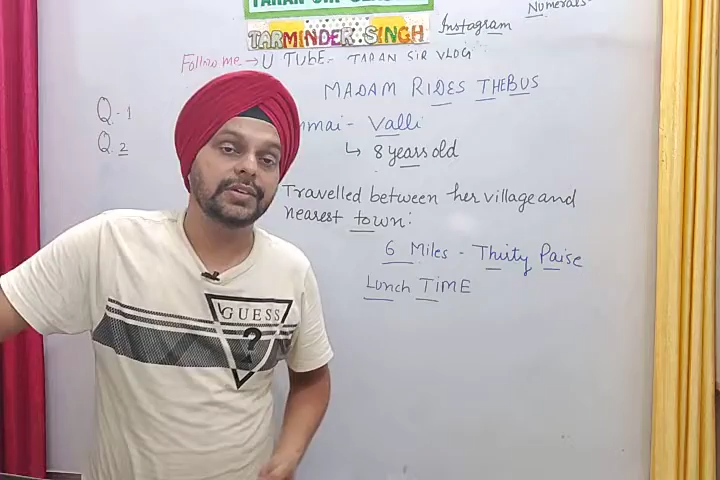 TARMINDER SINGH
Instagram
Numerals
Follow me → U TUBE- TARAN SIR VLOG
MADAM RIDES THE BUS
Q.-1
Q. 2
Valli
↳ 8 years old
Travelled between her village and
nearest town:
6 Miles - Thirty Paise
Lunch TIME
GUESS
?